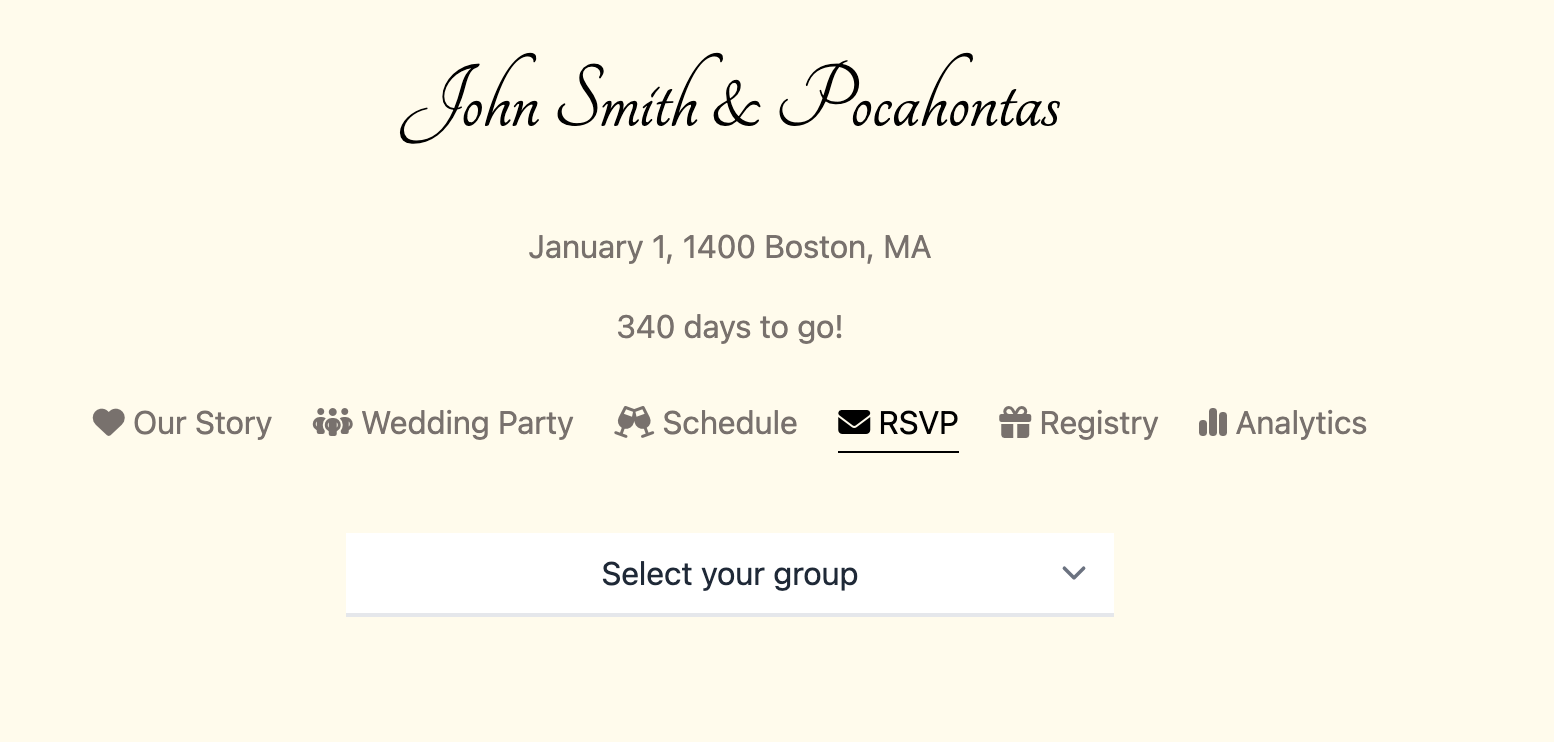 John Smith & Pocahontas
January 1, 1400 Boston, MA
340 days to go!
Our Story Wedding Party Schedule RSVP Registry Analytics
Select your group